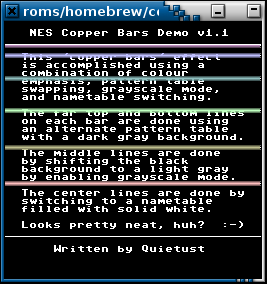 roms/homebrew/c
NES Copper Bars Demo v1.1
This 'copper bars' effect
is accomplished using a
combination of colour
emphasis, pattern table
swapping, grayscale mode,
and nametable switching.
The far top and bottom lines
on each bar are done using
an alternate pattern table
with a dark gray background.
The middle lines are done
by shifting the black
background to a light gray
by enabling grayscale mode.
The center lines are done by
switching to a nametable
filled with solid white.
Looks pretty neat, huh? :-)
Written by Quietust